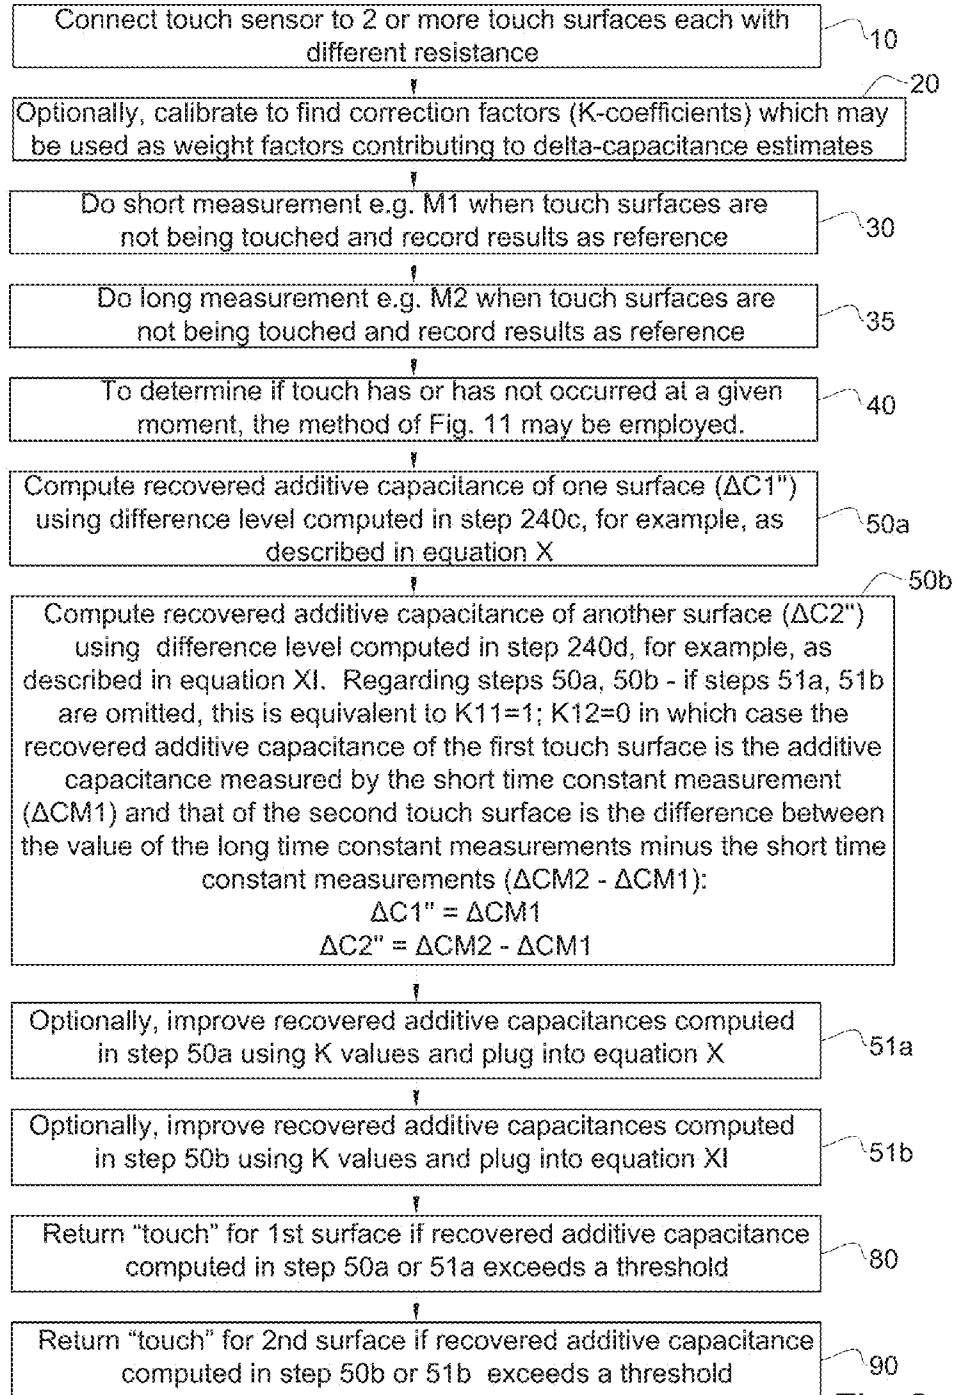 Connect touch sensor to 2 or more touch surfaces each with
different resistance
10
20
Optionally, calibrate to find correction factors (K-coefficients) which may
be used as weight factors contributing to delta-capacitance estimates
Do short measurement e.g. M1 when touch surfaces are
not being touched and record results as reference
30
Do long measurement e.g. M2 when touch surfaces are
not being touched and record results as reference
35
To determine if touch has or has not occurred at a given
moment, the method of Fig. 11 may be employed.
40
Compute recovered additive capacitance of one surface (ΔC1")
using difference level computed in step 240c, for example, as
described in equation X
50a
50b
Compute recovered additive capacitance of another surface (ΔC2")
using difference level computed in step 240d, for example, as
described in equation XI. Regarding steps 50a, 50b - if steps 51a, 51b
are omitted, this is equivalent to K11=1; K12=0 in which case the
recovered additive capacitance of the first touch surface is the additive
capacitance measured by the short time constant measurement
(ΔCM1) and that of the second touch surface is the difference between
the value of the long time constant measurements minus the short time
constant measurements (ΔCM2 - ΔCM1):
ΔC1" = ΔCM1
ΔC2" = ΔCM2 - ΔCM1
Optionally, improve recovered additive capacitances computed
in step 50a using K values and plug into equation X
51a
Optionally, improve recovered additive capacitances computed
in step 50b using K values and plug into equation XI
51b
Return “touch” for 1st surface if recovered additive capacitance
computed in step 50a or 51a exceeds a threshold
80
Return “touch” for 2nd surface if recovered additive capacitance
computed in step 50b or 51b exceeds a threshold
90